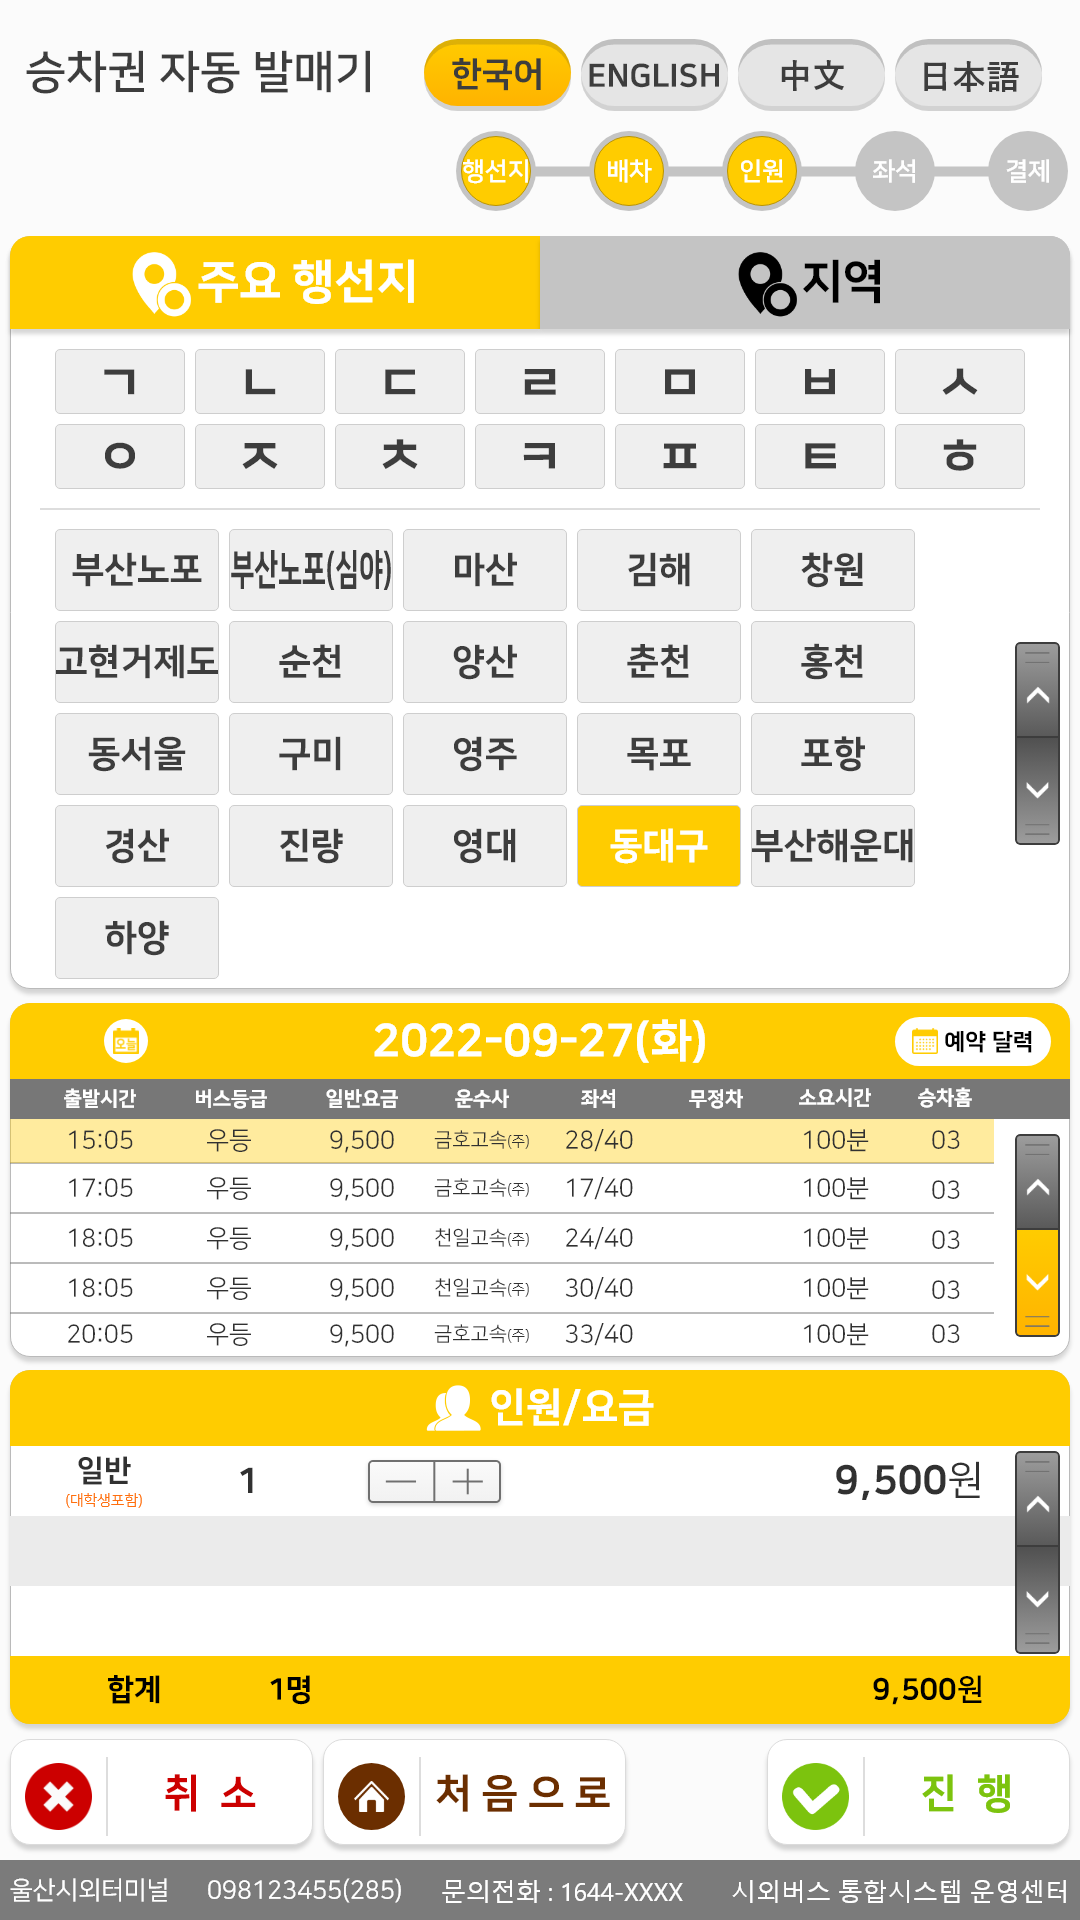 승차권 자동 발매기
한국어 ENGLISH 中文 日本語
행선지 배차 인원 좌석 결제
주요 행선지 지역
ㄱ ㄴ ㄷ ㄹ ㅁ ㅂ ㅅ
ㅇ ㅈ ㅊ ㅋ ㅍ ㅌ ㅎ
부산노포 부산노포(심야) 마산 김해 창원
고현거제도 순천 양산 춘천 홍천
동서울 구미 영주 목포 포항
경산 진량 영대 동대구 부산해운대
하양
오늘 2022-09-27(화) 예약 달력
출발시간 버스등급 일반요금 운수사 좌석 무정차 소요시간 승차홈
15:05 우등 9,500 금호고속(주) 28/40 100분 03
17:05 우등 9,500 금호고속(주) 17/40 100분 03
18:05 우등 9,500 천일고속(주) 24/40 100분 03
18:05 우등 9,500 천일고속(주) 30/40 100분 03
20:05 우등 9,500 금호고속(주) 33/40 100분 03
인원/요금
일반 1 9,500원
(대학생포함)
합계 1명 9,500원
취 소 처음으로 진 행
울산시외터미널 098123455(285) 문의전화 : 1644-XXXX 시외버스 통합시스템 운영센터